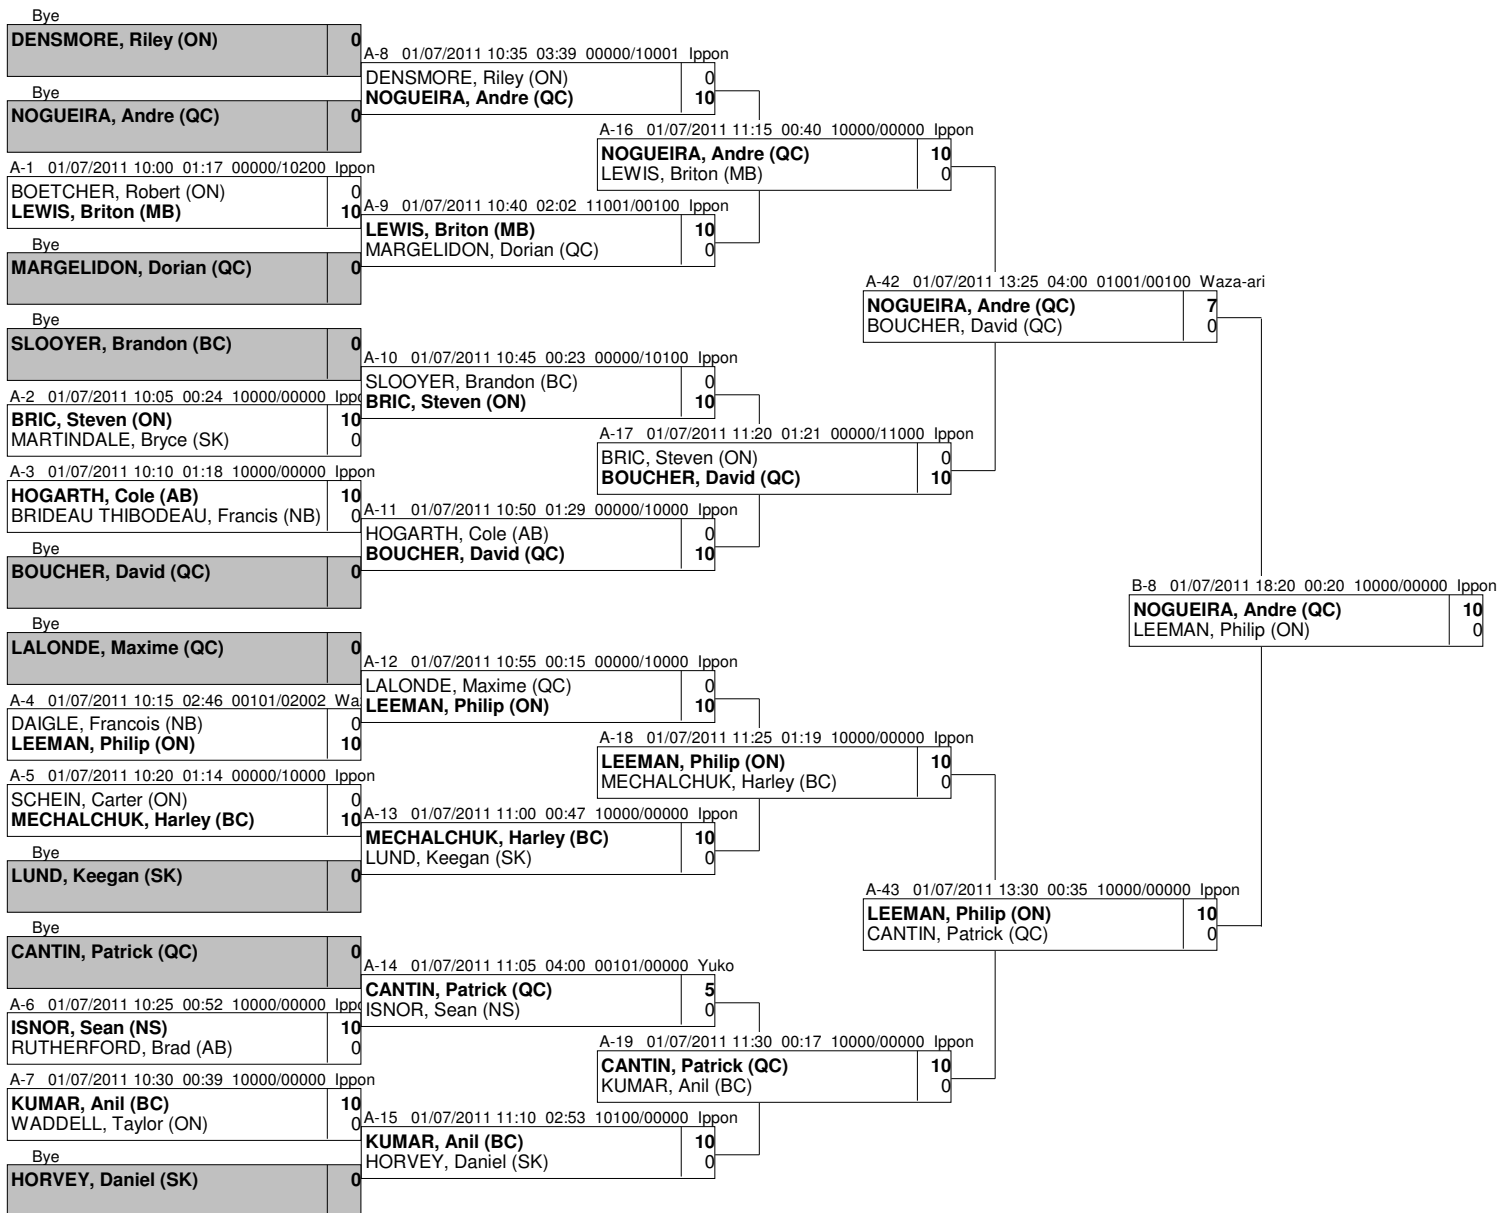 Bye
DENSMORE, Riley (ON) 0
Bye
NOGUEIRA, Andre (QC) 0
A-1 01/07/2011 10:00 01:17 00000/10200 Ippon
BOETCHER, Robert (ON) 0
LEWIS, Briton (MB) 10
Bye
MARGELIDON, Dorian (QC) 0
Bye
SLOOYER, Brandon (BC) 0
A-2 01/07/2011 10:05 00:24 10000/00000 Ippo
BRIC, Steven (ON) 10
MARTINDALE, Bryce (SK) 0
A-3 01/07/2011 10:10 01:18 10000/00000 Ippon
HOGARTH, Cole (AB) 10
BRIDEAU THIBODEAU, Francis (NB) 0
Bye
BOUCHER, David (QC) 0
Bye
LALONDE, Maxime (QC) 0
A-4 01/07/2011 10:15 02:46 00101/02002 Wa
DAIGLE, Francois (NB) 0
LEEMAN, Philip (ON) 10
A-5 01/07/2011 10:20 01:14 00000/10000 Ippon
SCHEIN, Carter (ON) 0
MECHALCHUK, Harley (BC) 10
Bye
LUND, Keegan (SK) 0
Bye
CANTIN, Patrick (QC) 0
A-6 01/07/2011 10:25 00:52 10000/00000 Ippo
ISNOR, Sean (NS) 10
RUTHERFORD, Brad (AB) 0
A-7 01/07/2011 10:30 00:39 10000/00000 Ippon
KUMAR, Anil (BC) 10
WADDELL, Taylor (ON) 0
Bye
HORVEY, Daniel (SK) 0
A-8 01/07/2011 10:35 03:39 00000/10001 Ippon
DENSMORE, Riley (ON) 0
NOGUEIRA, Andre (QC) 10
A-9 01/07/2011 10:40 02:02 11001/00100 Ippon
LEWIS, Briton (MB) 10
MARGELIDON, Dorian (QC) 0
A-10 01/07/2011 10:45 00:23 00000/10100 Ippon
SLOOYER, Brandon (BC) 0
BRIC, Steven (ON) 10
A-11 01/07/2011 10:50 01:29 00000/10000 Ippon
HOGARTH, Cole (AB) 0
BOUCHER, David (QC) 10
A-12 01/07/2011 10:55 00:15 00000/10000 Ippon
LALONDE, Maxime (QC) 0
LEEMAN, Philip (ON) 10
A-13 01/07/2011 11:00 00:47 10000/00000 Ippon
MECHALCHUK, Harley (BC) 10
LUND, Keegan (SK) 0
A-14 01/07/2011 11:05 04:00 00101/00000 Yuko
CANTIN, Patrick (QC) 5
ISNOR, Sean (NS) 0
A-15 01/07/2011 11:10 02:53 10100/00000 Ippon
KUMAR, Anil (BC) 10
HORVEY, Daniel (SK) 0
A-16 01/07/2011 11:15 00:40 10000/00000 Ippon
NOGUEIRA, Andre (QC) 10
LEWIS, Briton (MB) 0
A-17 01/07/2011 11:20 01:21 00000/11000 Ippon
BRIC, Steven (ON) 0
BOUCHER, David (QC) 10
A-18 01/07/2011 11:25 01:19 10000/00000 Ippon
LEEMAN, Philip (ON) 10
MECHALCHUK, Harley (BC) 0
A-19 01/07/2011 11:30 00:17 10000/00000 Ippon
CANTIN, Patrick (QC) 10
KUMAR, Anil (BC) 0
A-42 01/07/2011 13:25 04:00 01001/00100 Waza-ari
NOGUEIRA, Andre (QC) 7
BOUCHER, David (QC) 0
A-43 01/07/2011 13:30 00:35 10000/00000 Ippon
LEEMAN, Philip (ON) 10
CANTIN, Patrick (QC) 0
B-8 01/07/2011 18:20 00:20 10000/00000 Ippon
NOGUEIRA, Andre (QC) 10
LEEMAN, Philip (ON) 0